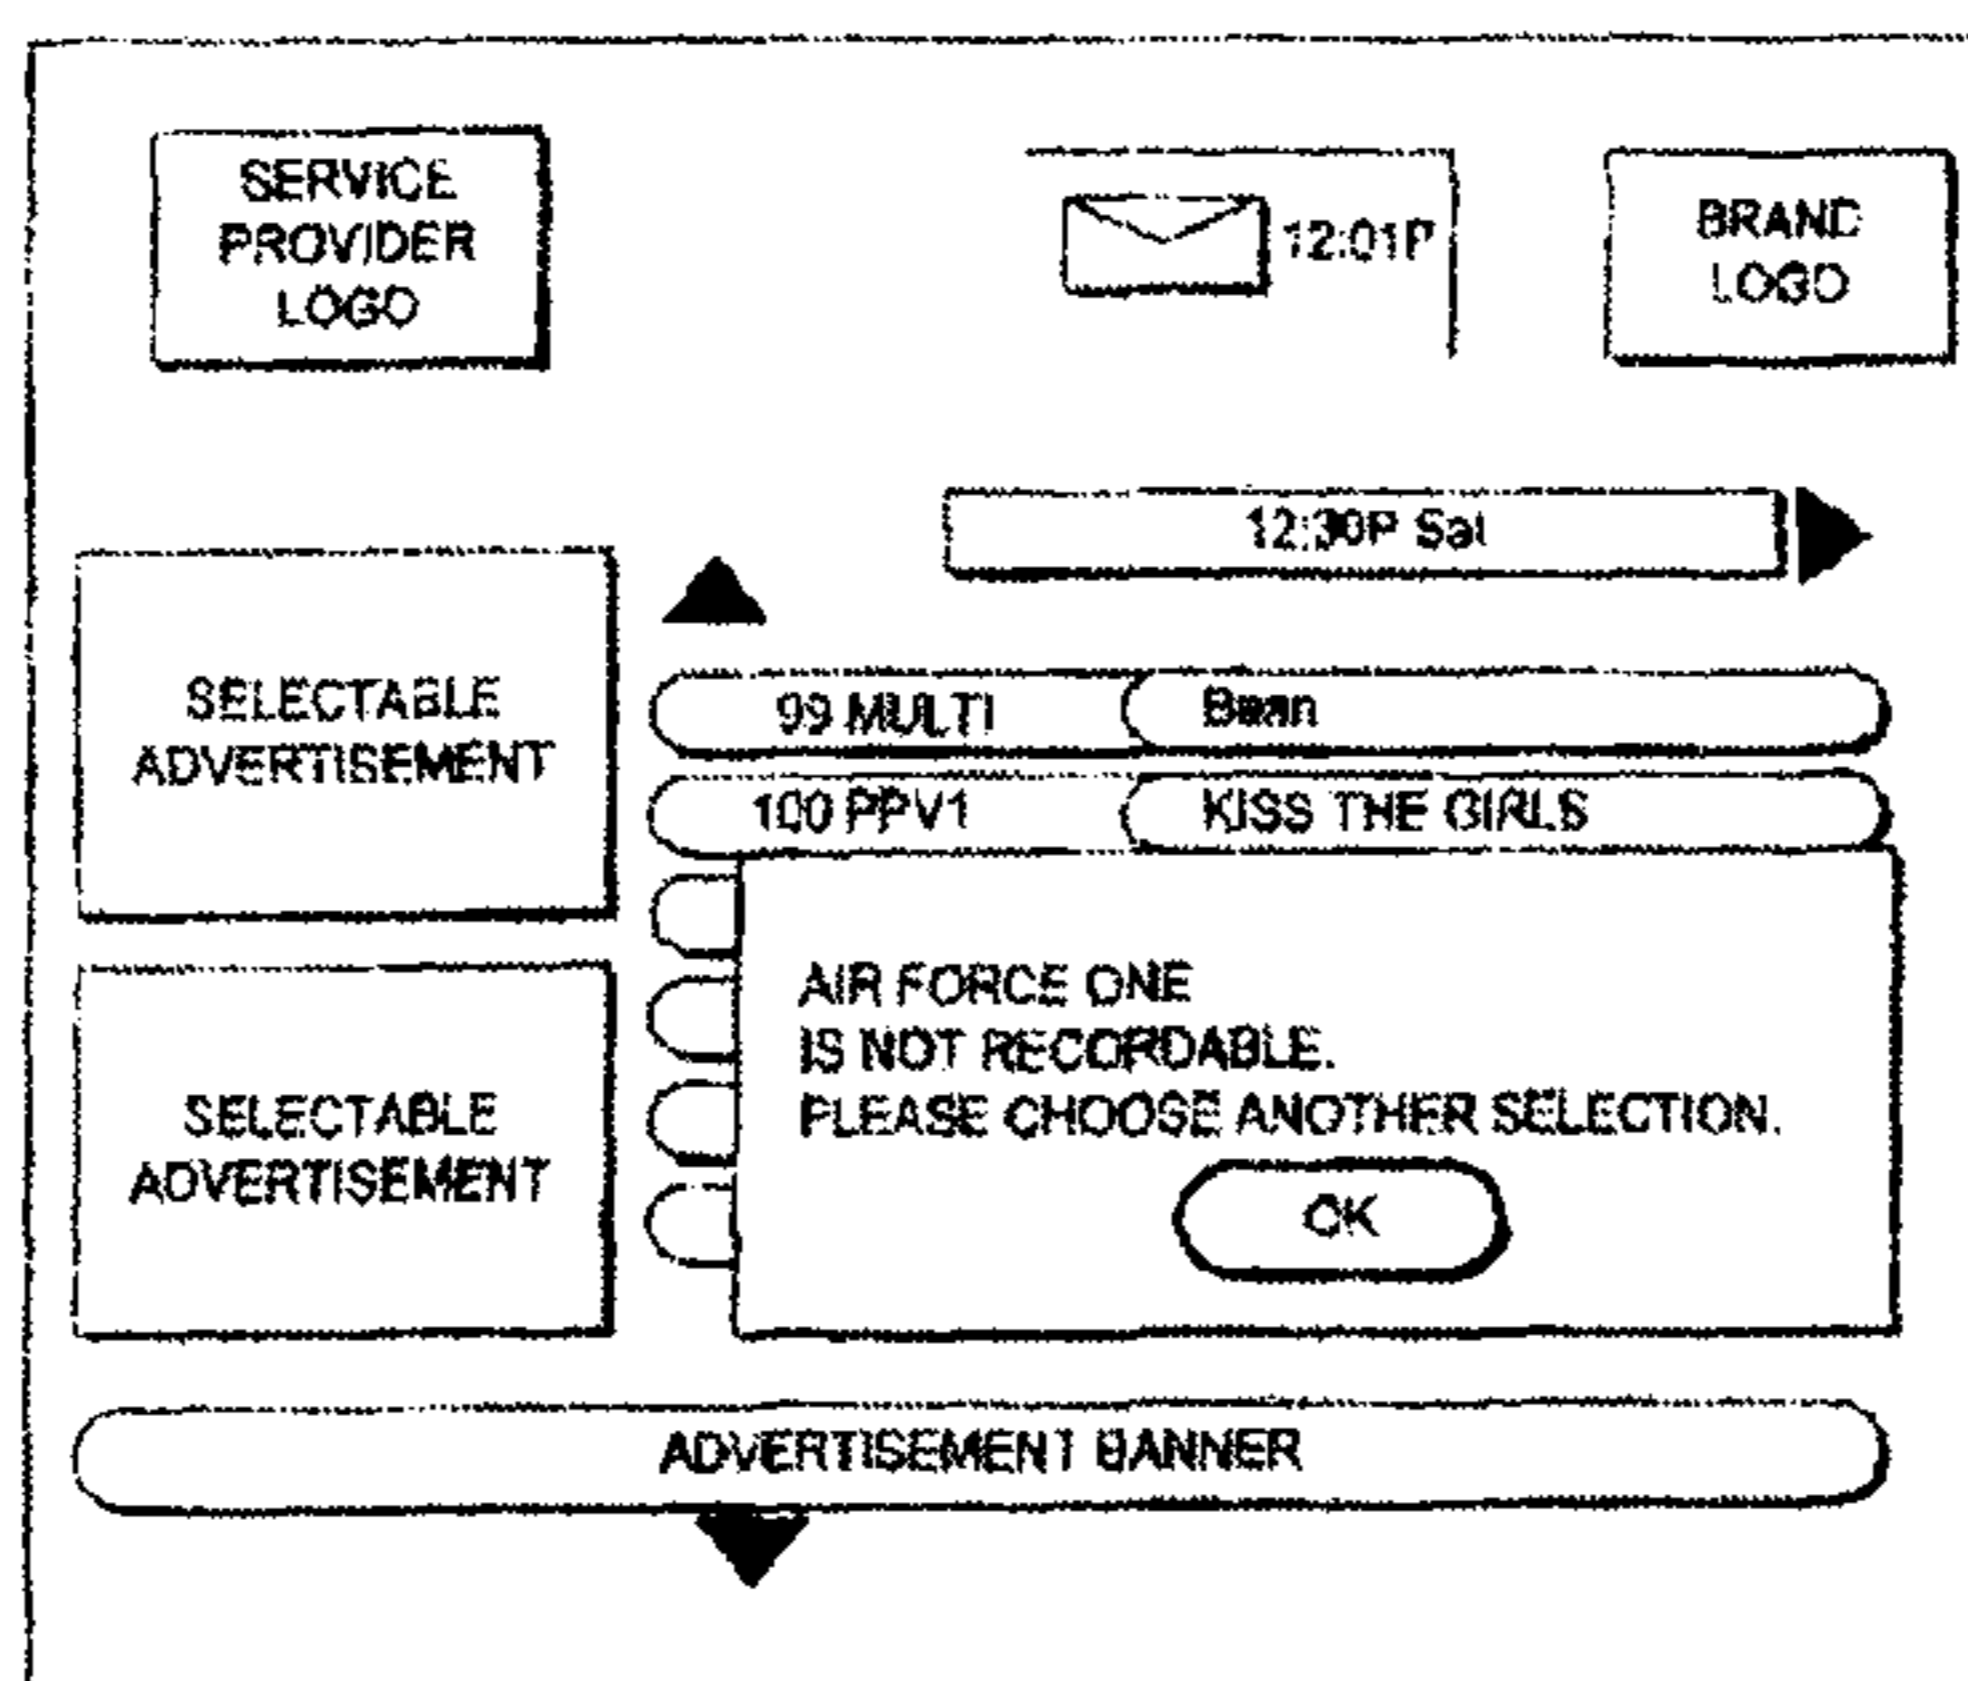 SERVICE
PROVIDER
LOGO
12:01P
BRAND
LOGO
12:30P Sat
SELECTABLE
ADVERTISEMENT
99 MULTI
Bean
100 PPV1
KISS THE GIRLS
AIR FORCE ONE
IS NOT RECORDABLE.
PLEASE CHOOSE ANOTHER SELECTION.
OK
SELECTABLE
ADVERTISEMENT
ADVERTISEMENT BANNER